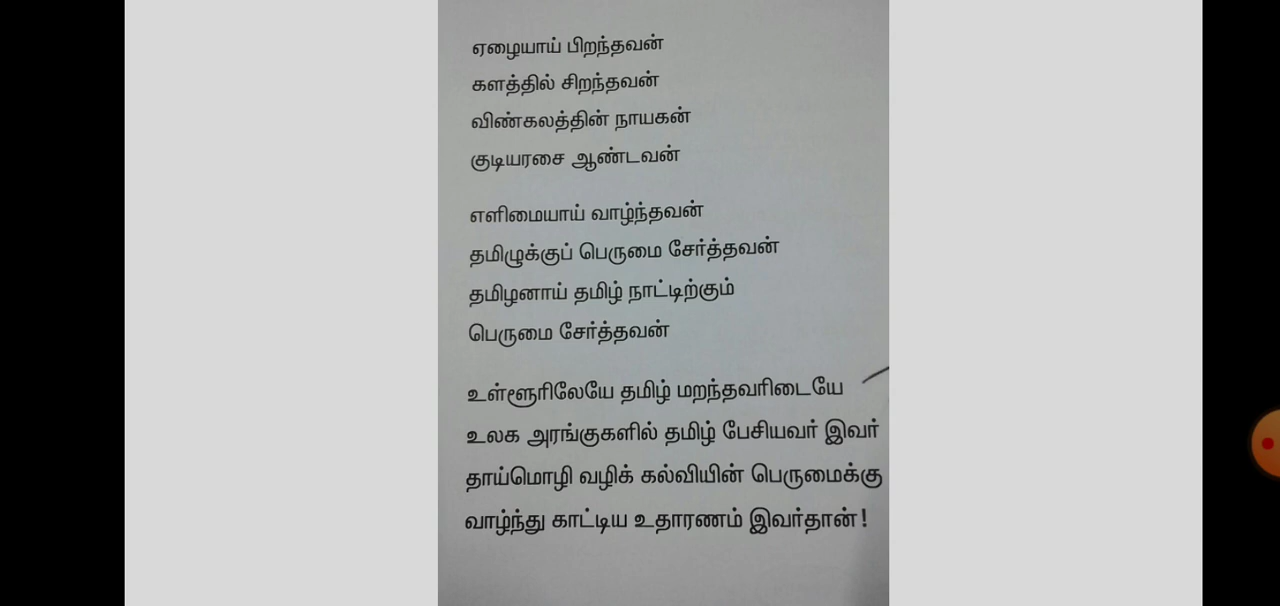 ஏழையாய் பிறந்தவன்
களத்தில் சிறந்தவன்
விண்கலத்தின் நாயகன்
குடியரசை ஆண்டவன்
எளிமையாய் வாழ்ந்தவன்
தமிழுக்குப் பெருமை சேர்த்தவன்
தமிழனாய் தமிழ் நாட்டிற்கும்
பெருமை சேர்த்தவன்
உள்ளூரிலேயே தமிழ் மறந்தவரிடையே
உலக அரங்குகளில் தமிழ் பேசியவர் இவர்
தாய்மொழி வழிக் கல்வியின் பெருமைக்கு
வாழ்ந்து காட்டிய உதாரணம் இவர்தான்!